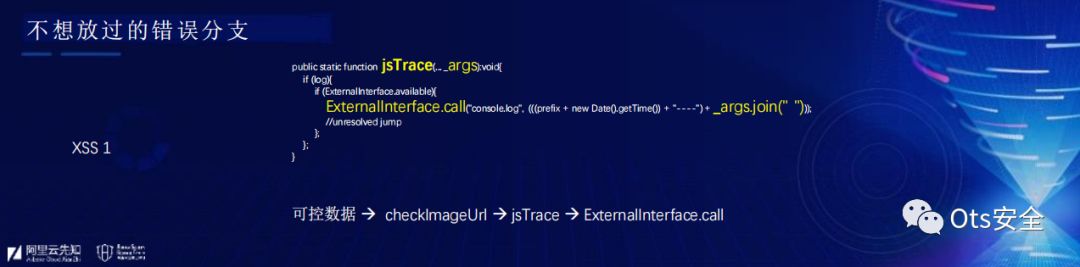 不想放过的错误分支
public static function jsTrace(... _args):void{
if (log){
if (ExternalInterface.available){
ExternalInterface.call("console.log", (((prefix + new Date().getTime()) + "----") + _args.join(" ")));
//unresolved jump
};
};
}
XSS 1
可控数据 → checkImageUrl → jsTrace → ExternalInterface.call
Ots安全
阿里云先知